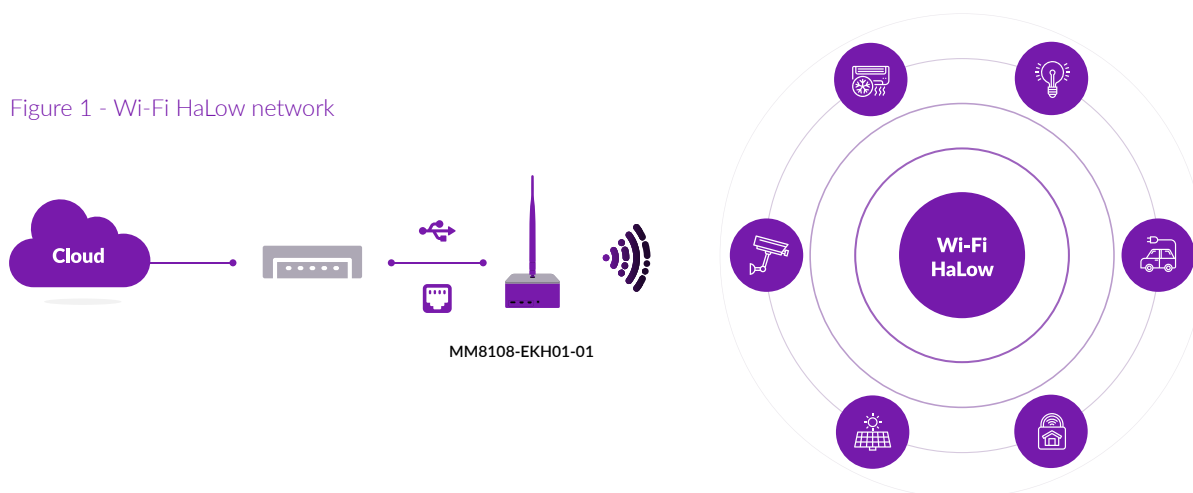 Figure 1 - Wi-Fi HaLow network
Cloud
MM8108-EKH01-01
Wi-Fi
HaLow